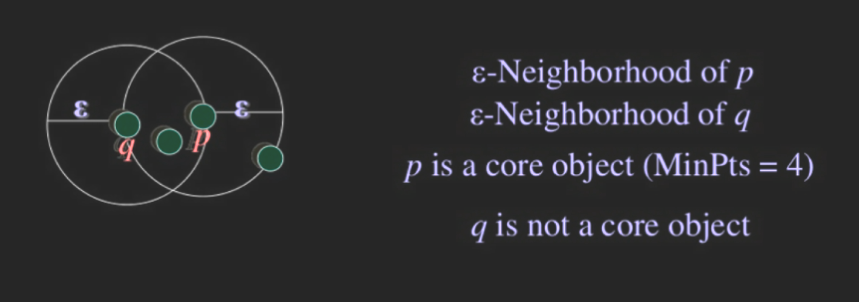 ε
ε
q
p
ε-Neighborhood of p
ε-Neighborhood of q
p is a core object (MinPts = 4)
q is not a core object